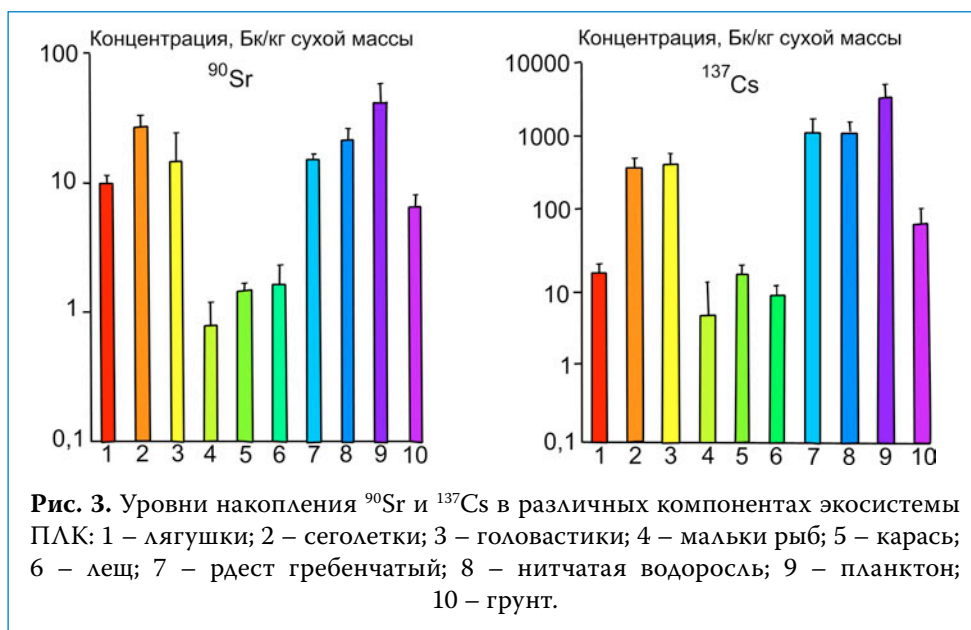 Концентрация, Бк/кг сухой массы
⁹⁰Sr
100
10
1
0,1
1 2 3 4 5 6 7 8 9 10
Концентрация, Бк/кг сухой массы
¹³⁷Cs
10000
1000
100
10
1
0,1
1 2 3 4 5 6 7 8 9 10
Рис. 3. Уровни накопления ⁹⁰Sr и ¹³⁷Cs в различных компонентах экосистемы
ПЛК: 1 – лягушки; 2 – сеголетки; 3 – головастики; 4 – мальки рыб; 5 – карась;
6 – лещ; 7 – рдест гребенчатый; 8 – нитчатая водоросль; 9 – планктон;
10 – грунт.